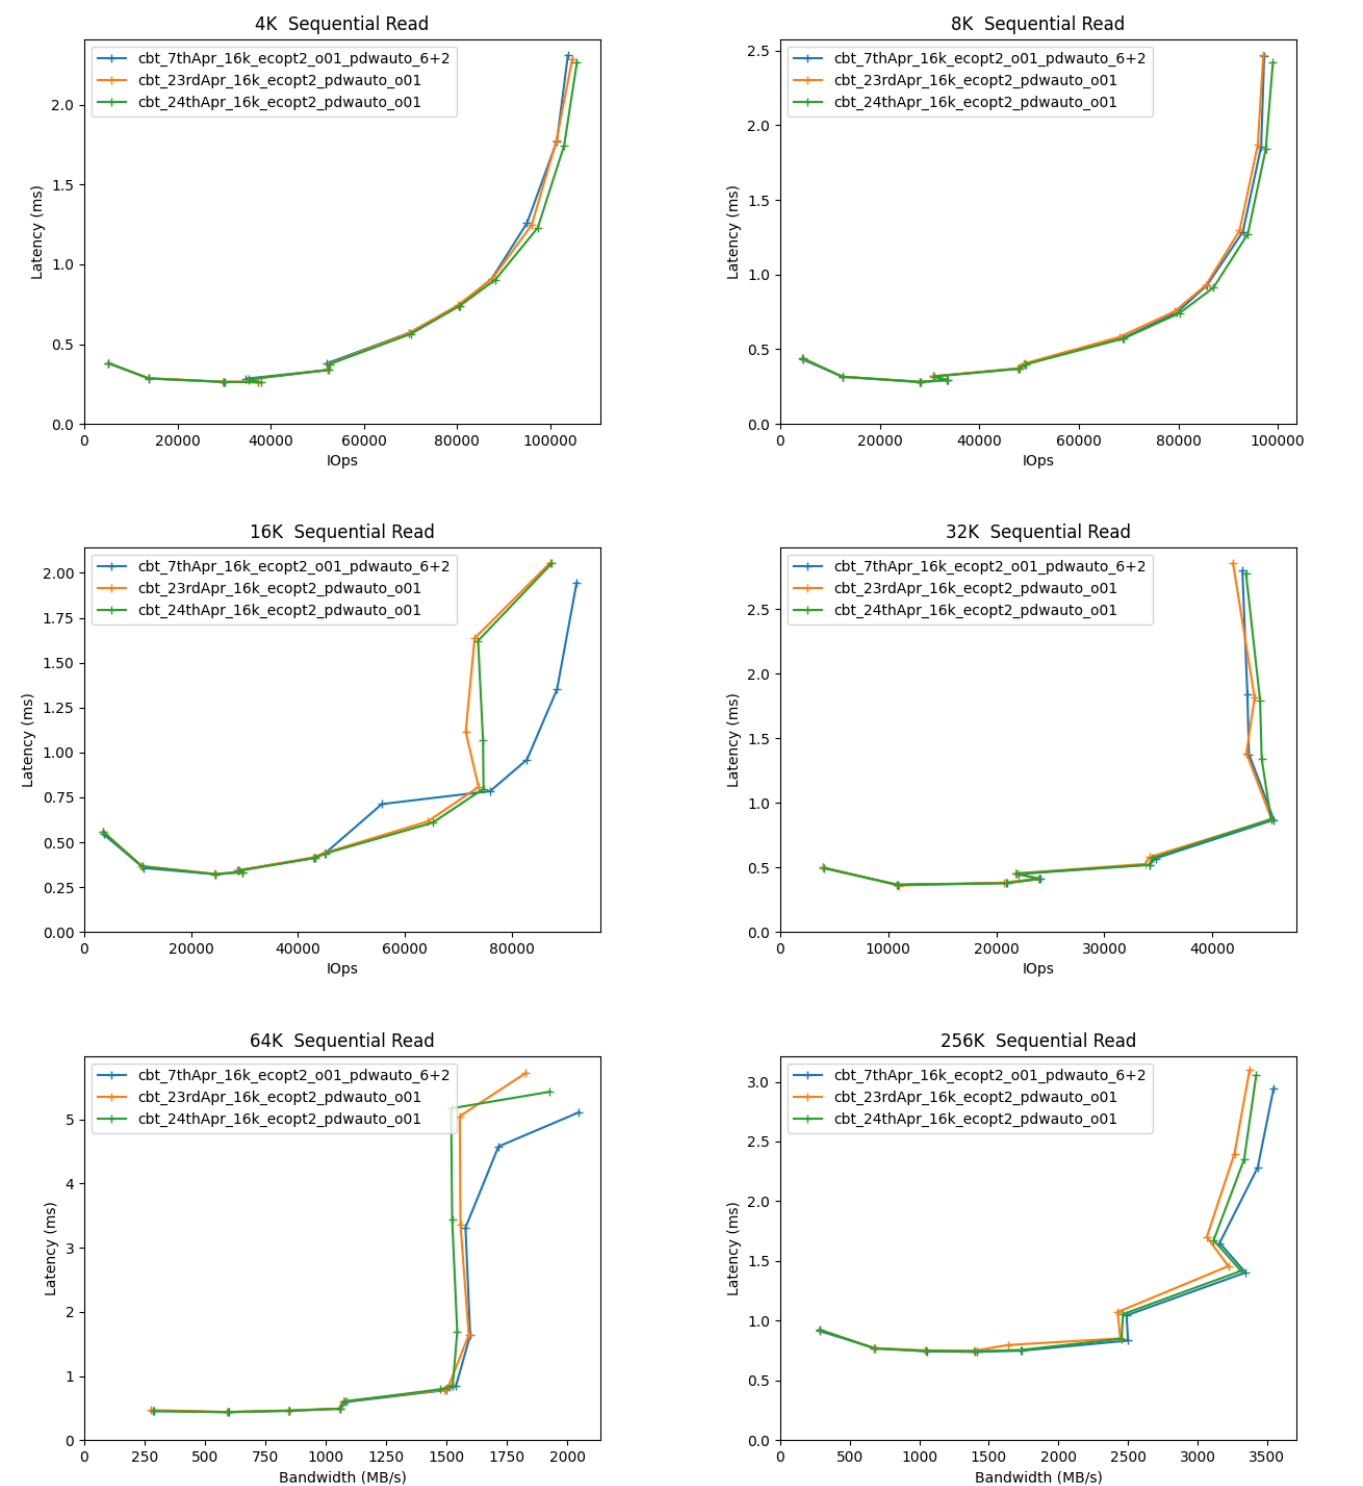 4K  Sequential Read
cbt_7thApr_16k_ecopt2_o01_pdwauto_6+2
cbt_23rdApr_16k_ecopt2_pdwauto_o01
cbt_24thApr_16k_ecopt2_pdwauto_o01
2.0
1.5
1.0
0.5
0.0
Latency (ms)
0 20000 40000 60000 80000 100000
IOps
8K  Sequential Read
cbt_7thApr_16k_ecopt2_o01_pdwauto_6+2
cbt_23rdApr_16k_ecopt2_pdwauto_o01
cbt_24thApr_16k_ecopt2_pdwauto_o01
2.5
2.0
1.5
1.0
0.5
0.0
Latency (ms)
0 20000 40000 60000 80000 100000
IOps
16K  Sequential Read
cbt_7thApr_16k_ecopt2_o01_pdwauto_6+2
cbt_23rdApr_16k_ecopt2_pdwauto_o01
cbt_24thApr_16k_ecopt2_pdwauto_o01
2.00
1.75
1.50
1.25
1.00
0.75
0.50
0.25
0.00
Latency (ms)
0 20000 40000 60000 80000
IOps
32K  Sequential Read
cbt_7thApr_16k_ecopt2_o01_pdwauto_6+2
cbt_23rdApr_16k_ecopt2_pdwauto_o01
cbt_24thApr_16k_ecopt2_pdwauto_o01
2.5
2.0
1.5
1.0
0.5
0.0
Latency (ms)
0 10000 20000 30000 40000
IOps
64K  Sequential Read
cbt_7thApr_16k_ecopt2_o01_pdwauto_6+2
cbt_23rdApr_16k_ecopt2_pdwauto_o01
cbt_24thApr_16k_ecopt2_pdwauto_o01
5
4
3
2
1
0
Latency (ms)
0 250 500 750 1000 1250 1500 1750 2000
Bandwidth (MB/s)
256K  Sequential Read
cbt_7thApr_16k_ecopt2_o01_pdwauto_6+2
cbt_23rdApr_16k_ecopt2_pdwauto_o01
cbt_24thApr_16k_ecopt2_pdwauto_o01
3.0
2.5
2.0
1.5
1.0
0.5
0.0
Latency (ms)
0 500 1000 1500 2000 2500 3000 3500
Bandwidth (MB/s)